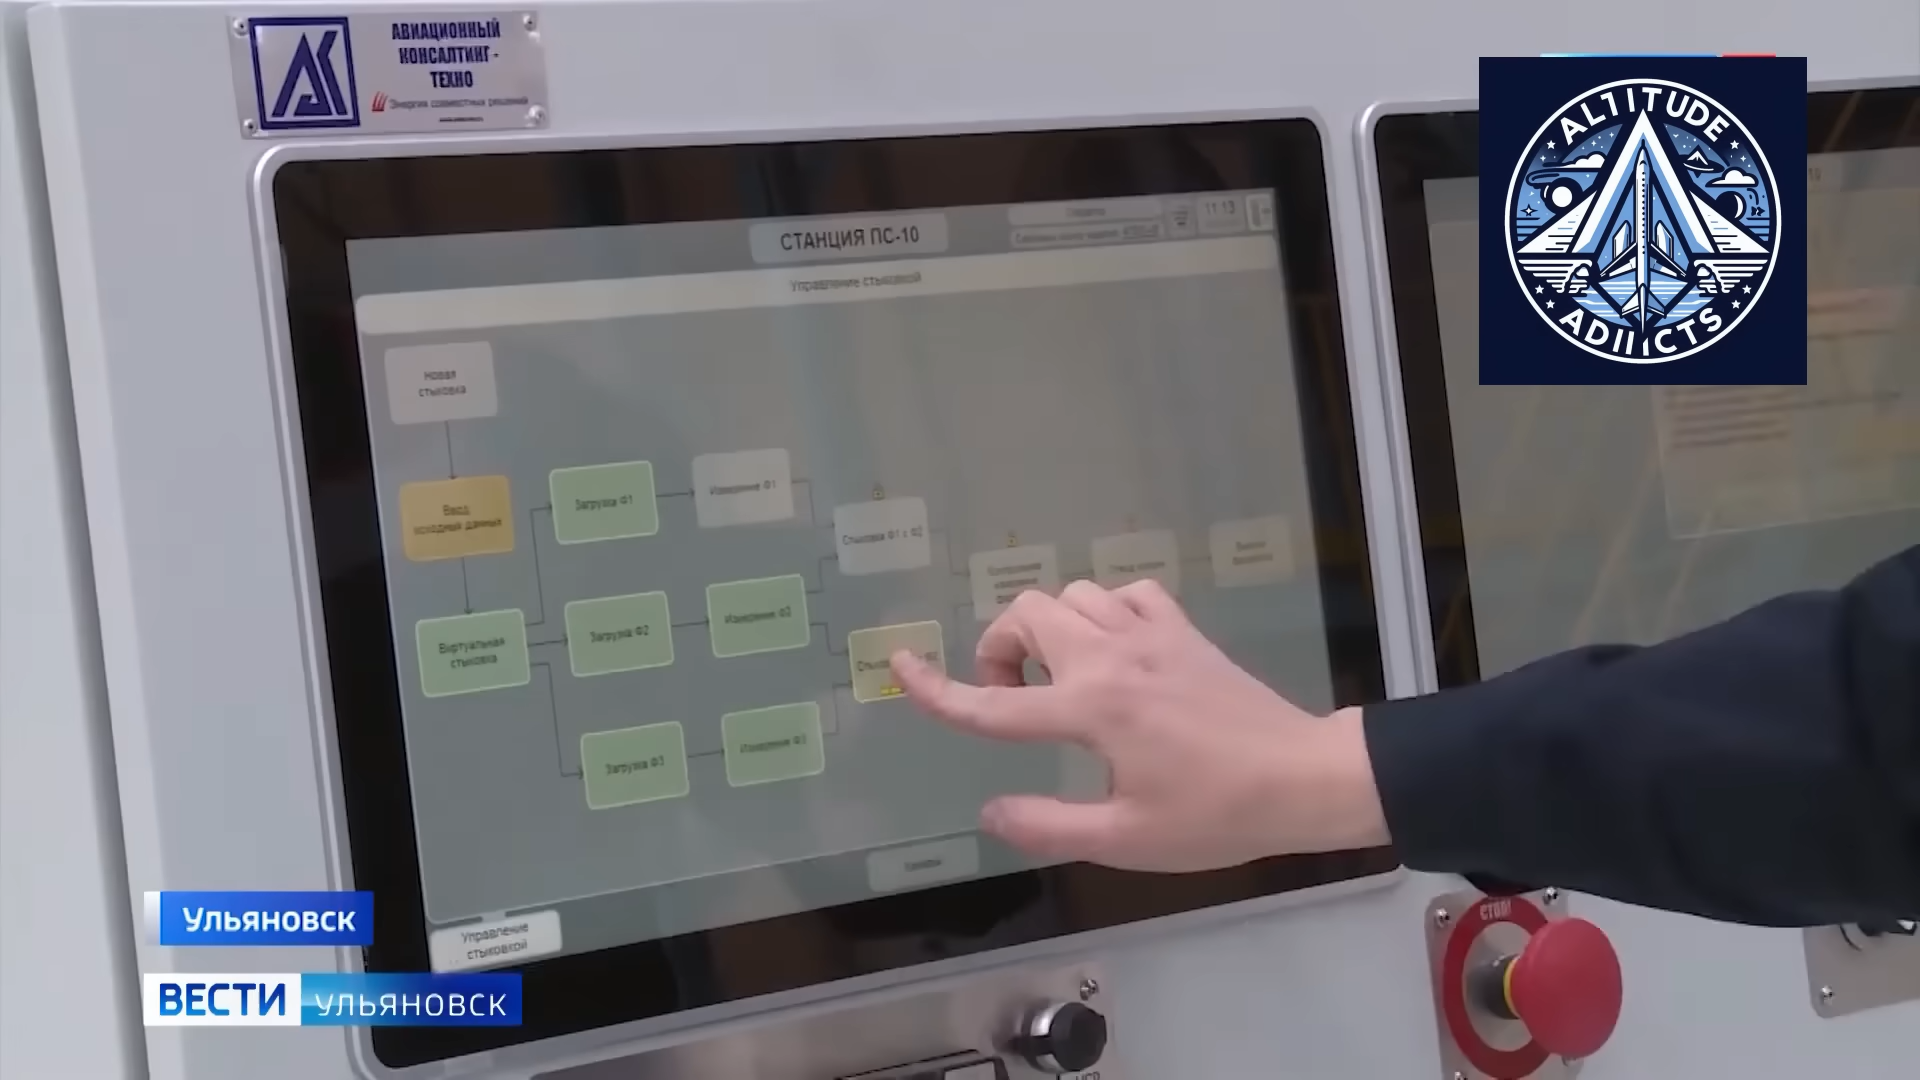 АВИАЦИОННЫЙ
КОНСАЛТИНГ -
ТЕХНО
Энергия совместных решений
ALTITUDE
ADIIICTS
СТАНЦИЯ ПС-10
11:13
Управление стыковкой
Новая
стыковка
Ввод
исходных данных
Виртуальная
стыковка
Загрузка Ф1
Измерение Ф1
Стыковка Ф1 с Ф2
Загрузка Ф2
Измерение Ф2
Загрузка Ф3
Измерение Ф3
Управление
стыковкой
СТОП
Ульяновск
ВЕСТИ УЛЬЯНОВСК